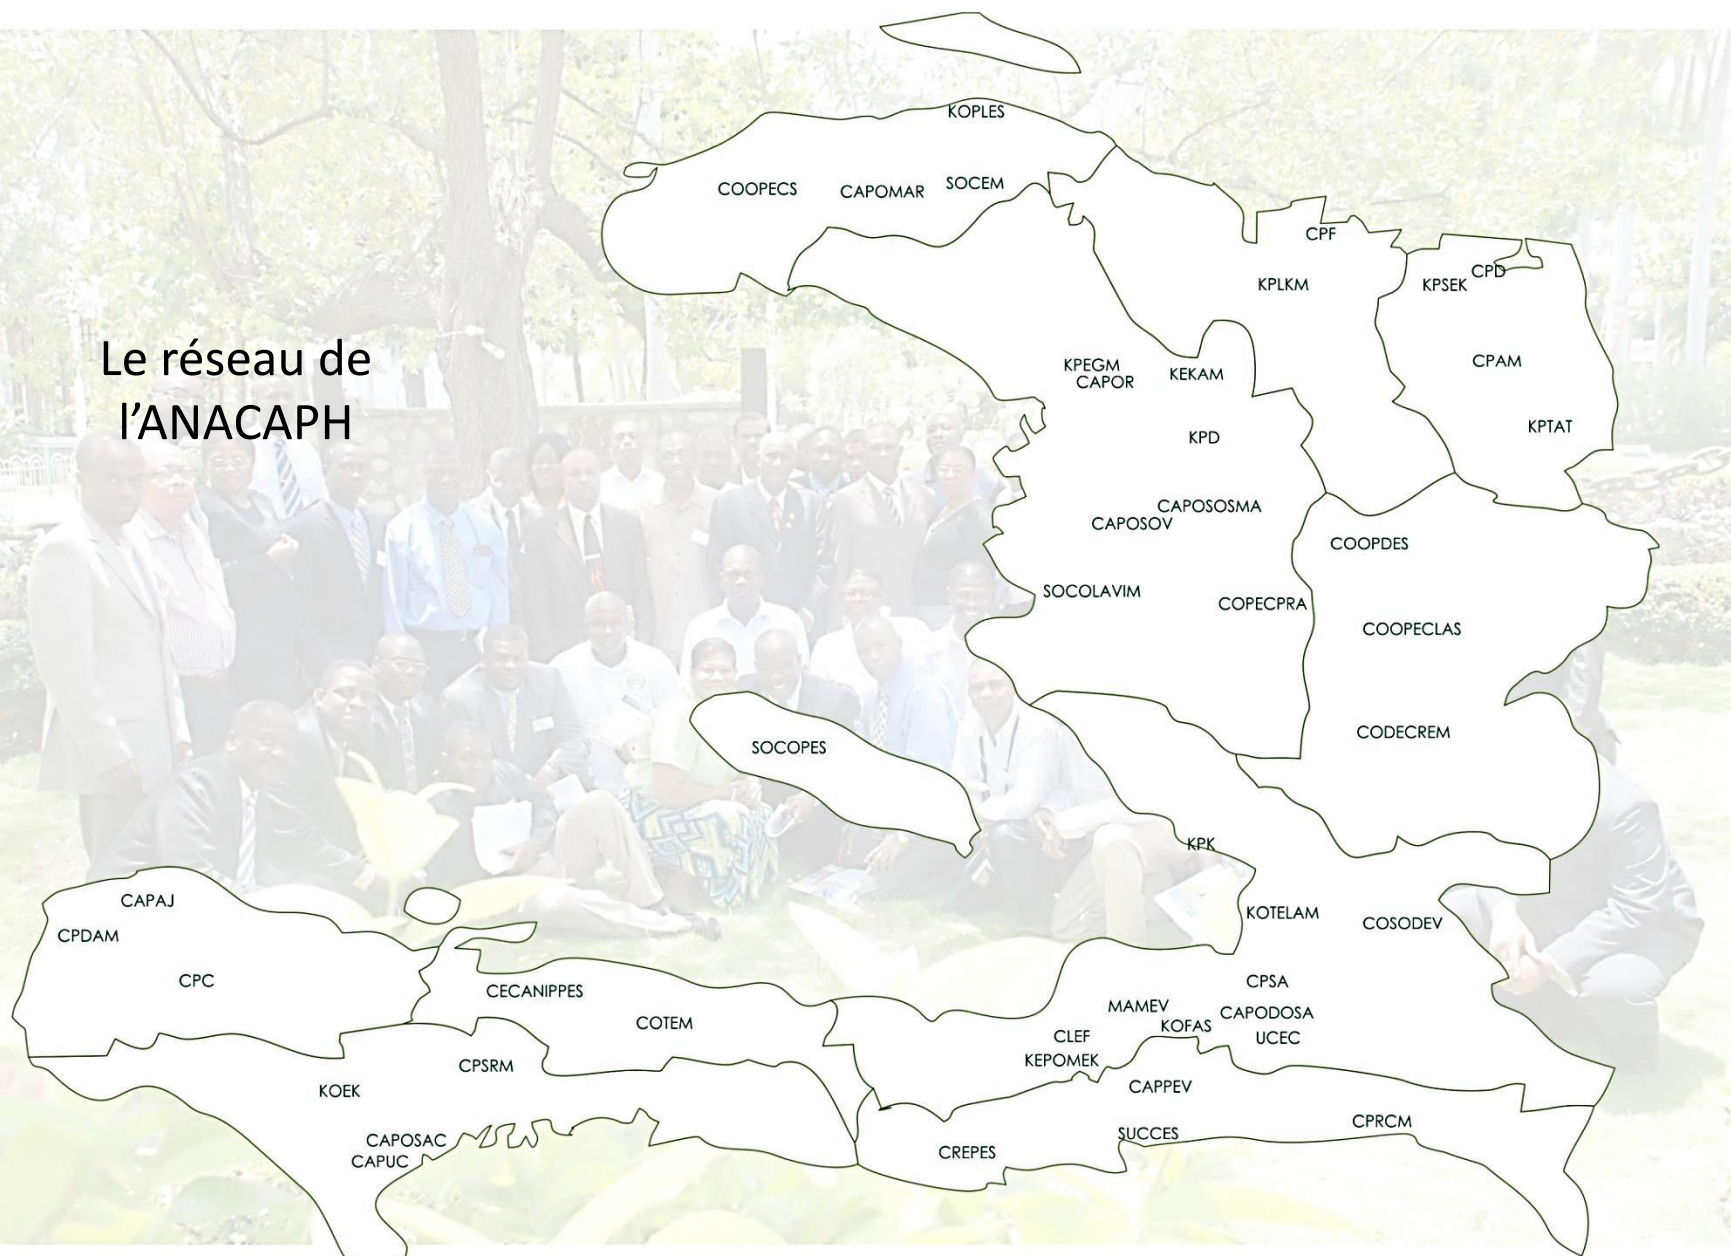 Le réseau de
l’ANACAPH
KOPLES
COOPECS
CAPOMAR
SOCEM
CPF
KPLKM
KPSEK
CPD
CPAM
KPTAT
KPEGM
CAPOR
KEKAM
KPD
CAPOSOSMA
CAPOSOV
SOCOLAVIM
COPECPRA
COOPDES
COOPECLAS
CODECREM
SOCOPES
KPK
KOTELAM
COSODEV
CPSA
MAMEV
CAPODOSA
KOFAS
UCEC
CLEF
KEPOMEK
CAPPEV
SUCCES
CPRCM
CREPES
CAPAJ
CPDAM
CPC
CECANIPPES
COTEM
CPSRM
KOEK
CAPOSAC
CAPUC